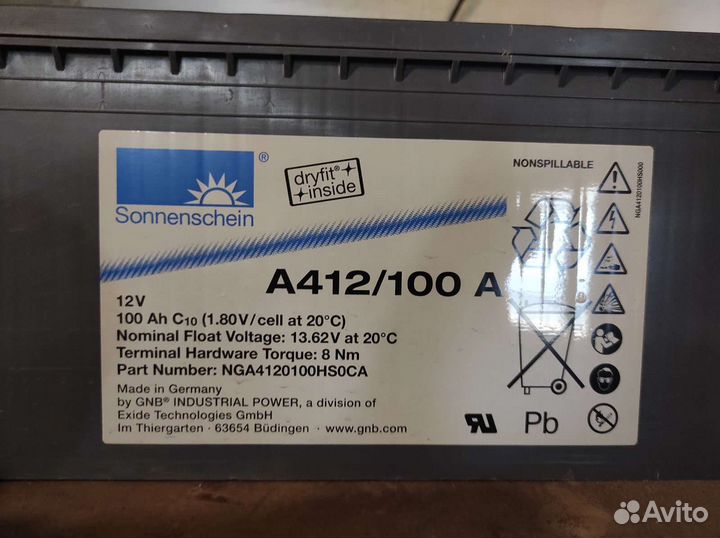 ®
Sonnenschein
dryfit®
inside
NONSPILLABLE
NGA4120100HS000
A412/100 A
12V
100 Ah C10 (1.80V/cell at 20°C)
Nominal Float Voltage: 13.62V at 20°C
Terminal Hardware Torque: 8 Nm
Part Number: NGA4120100HS0CA
Made in Germany
by GNB® INDUSTRIAL POWER, a division of
Exide Technologies GmbH
Im Thiergarten · 63654 Büdingen · www.gnb.com
Pb
Avito